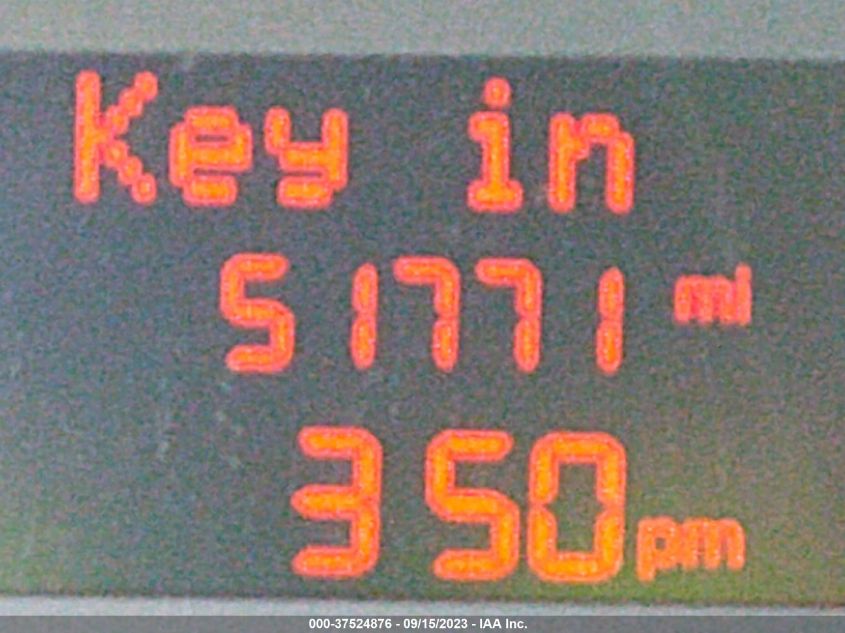 Key in
51771 mi
350 pm
000-37524876 - 09/15/2023 - IAA Inc.